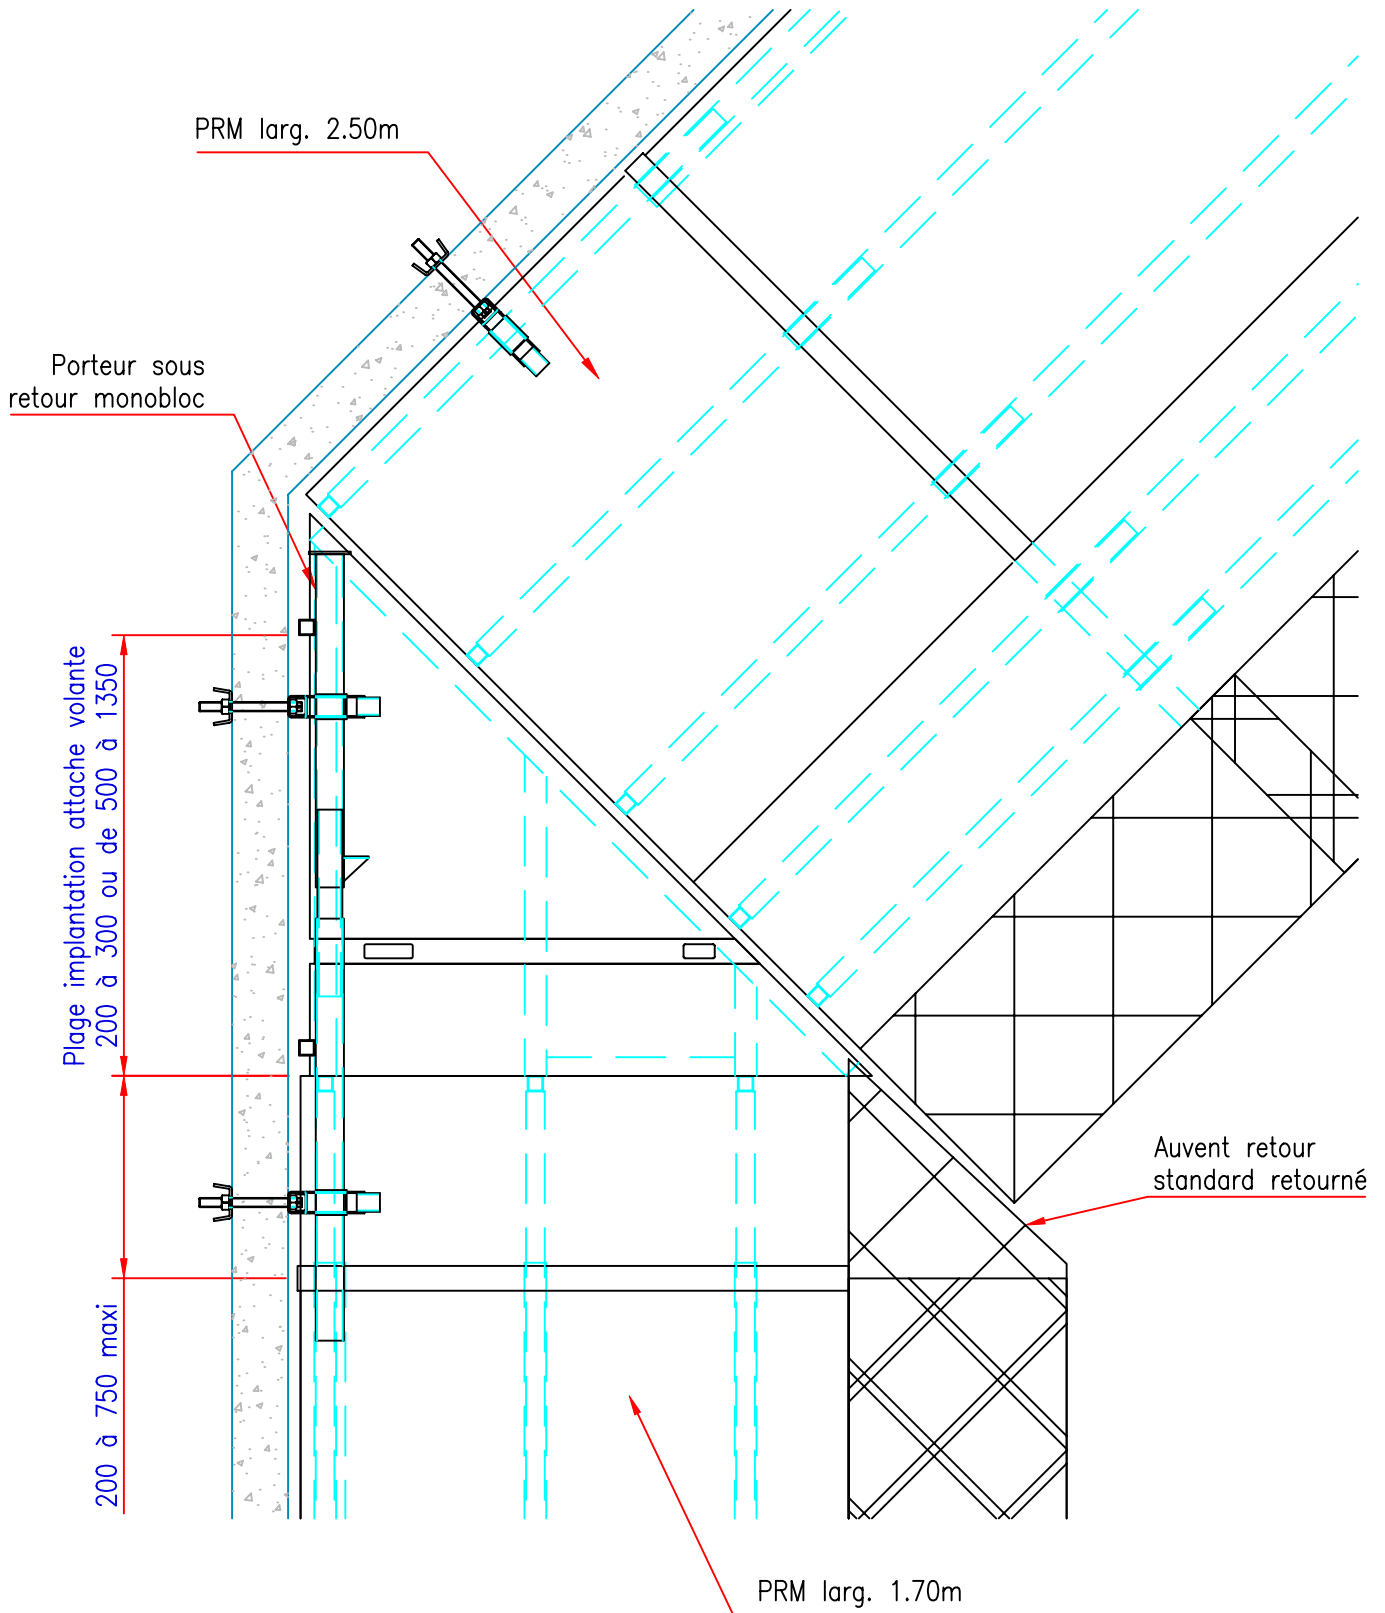 PRM larg. 2.50m
Porteur sous
retour monobloc
Plage implantation attache volante
200 à 300 ou de 500 à 1350
Auvent retour
standard retourné
200 à 750 maxi
PRM larg. 1.70m